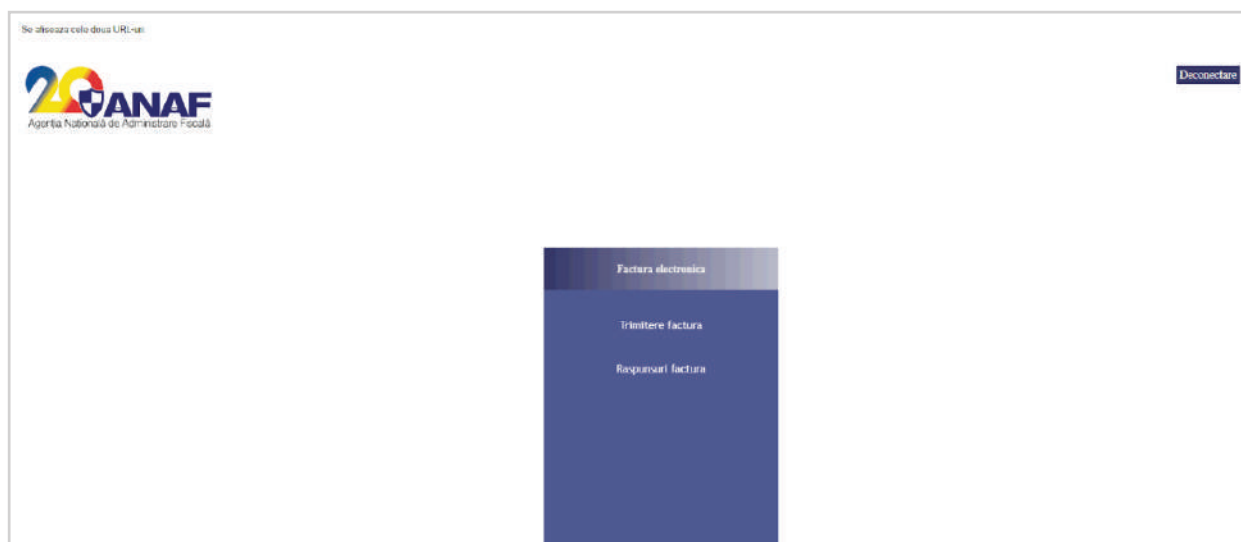 Se afiseaza cele doua URL-uri
20 ANAF
Agenția Națională de Administrare Fiscală
Deconectare
Factura electronica
Trimitere factura
Raspunsuri factura